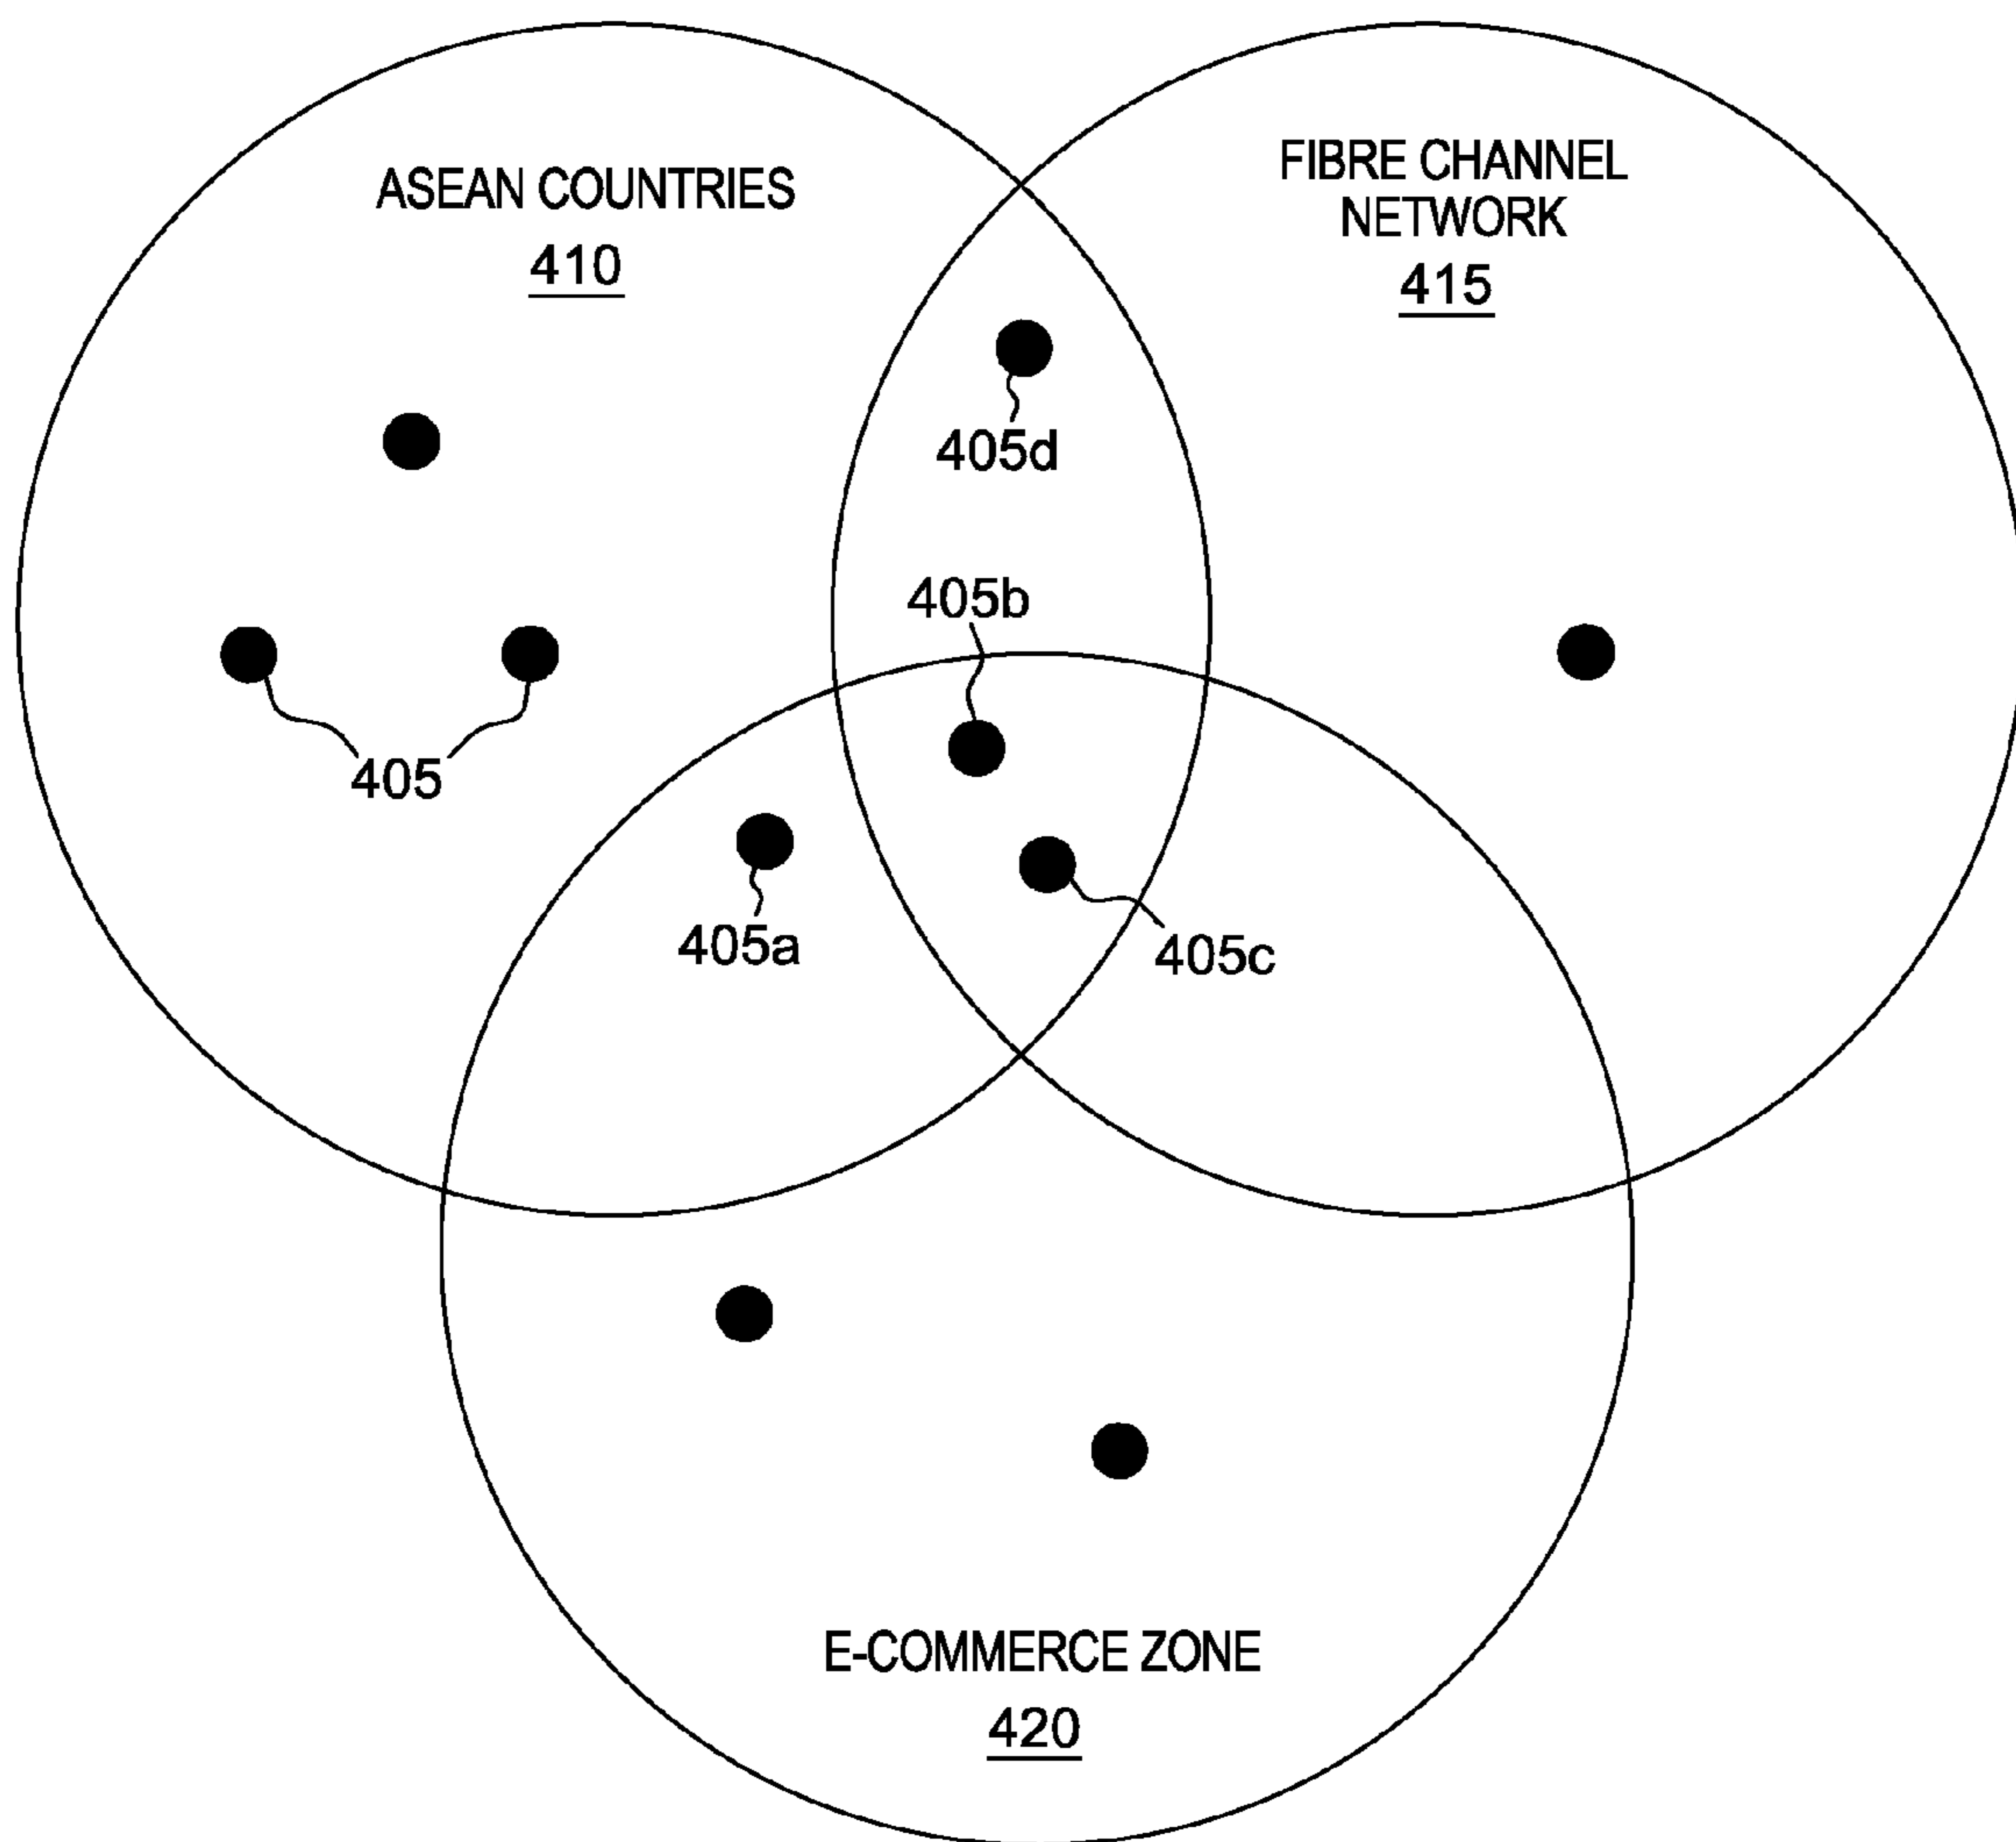 ASEAN COUNTRIES
410
FIBRE CHANNEL
NETWORK
415
405d
405b
405
405a
405c
E-COMMERCE ZONE
420